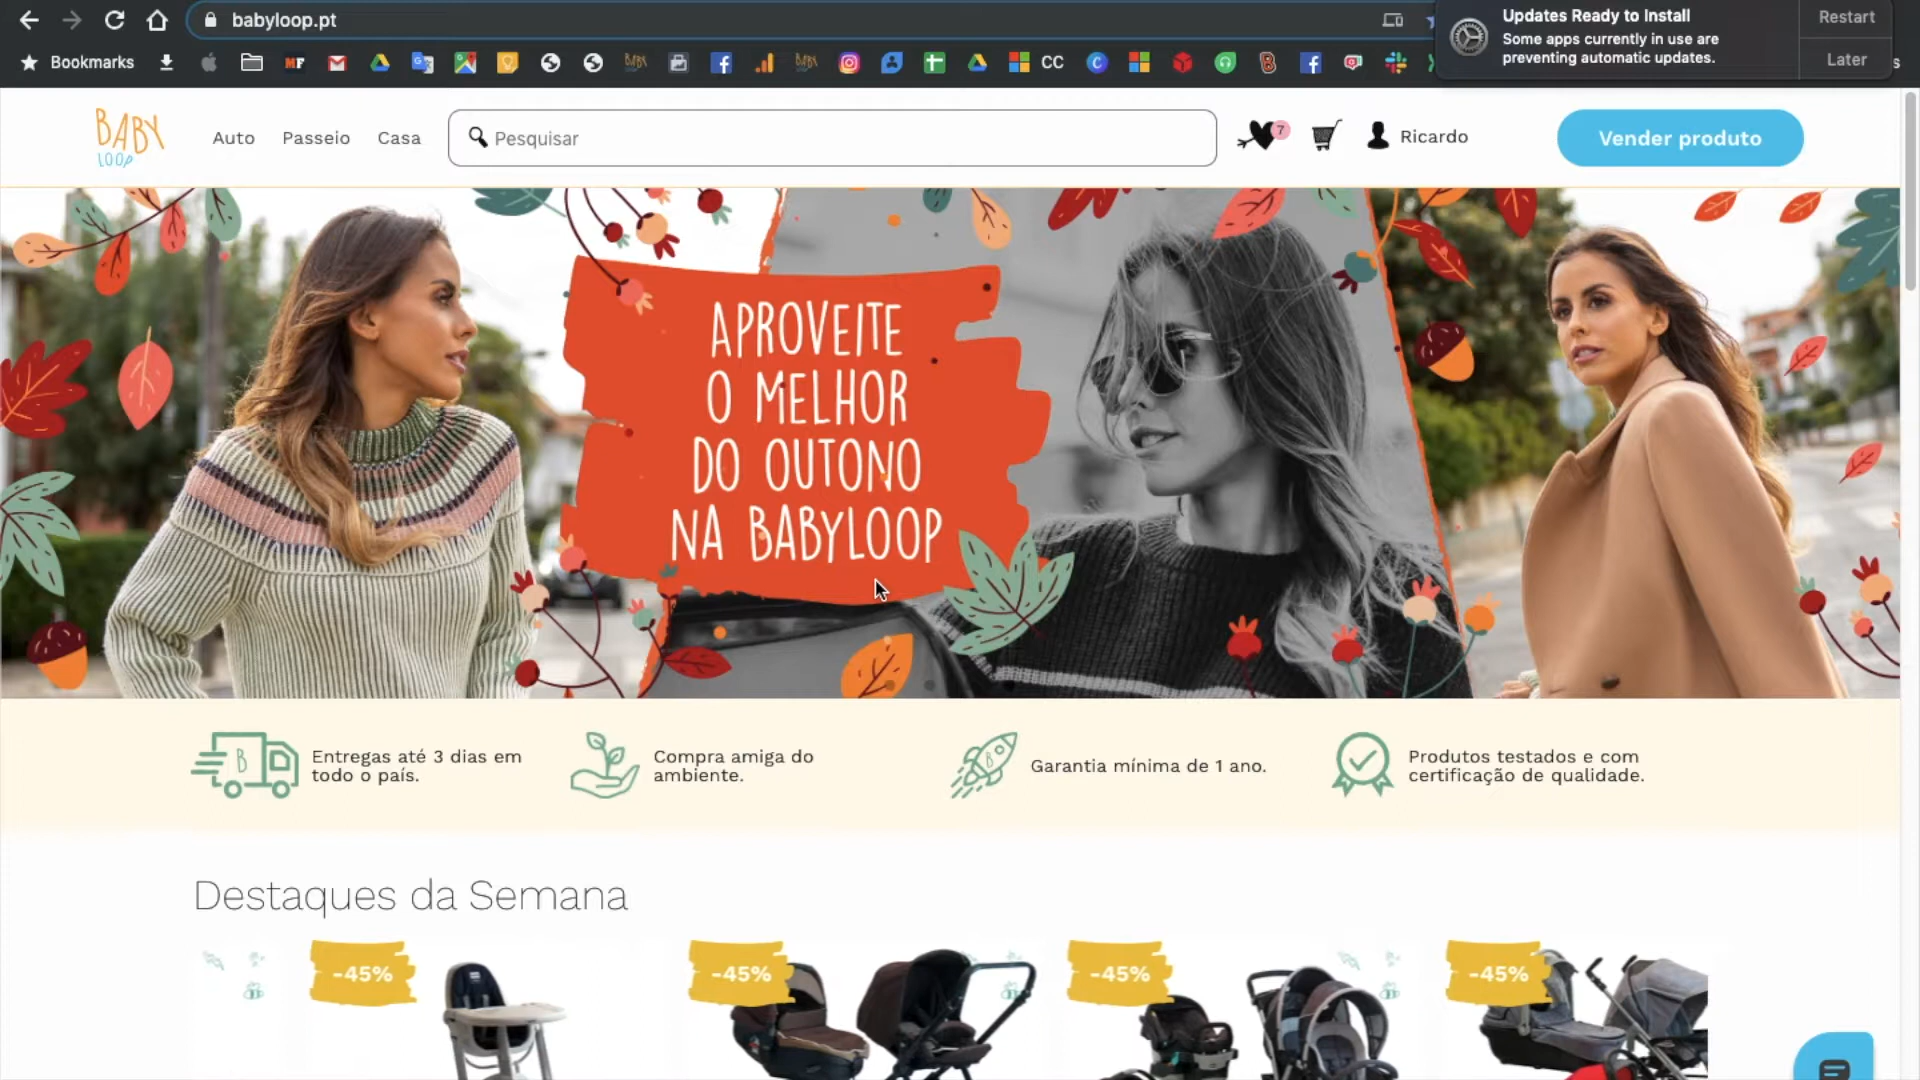 babyloop.pt
Updates Ready to Install
Some apps currently in use are
preventing automatic updates.
Restart
Later
Bookmarks
MF
CC
BABY
LOOP
Auto
Passeio
Casa
Pesquisar
7
Ricardo
Vender produto
APROVEITE
O MELHOR
DO OUTONO
NA BABYLOOP
Entregas até 3 dias em
todo o país.
Compra amiga do
ambiente.
Garantia mínima de 1 ano.
Produtos testados e com
certificação de qualidade.
Destaques da Semana
-45%
-45%
-45%
-45%